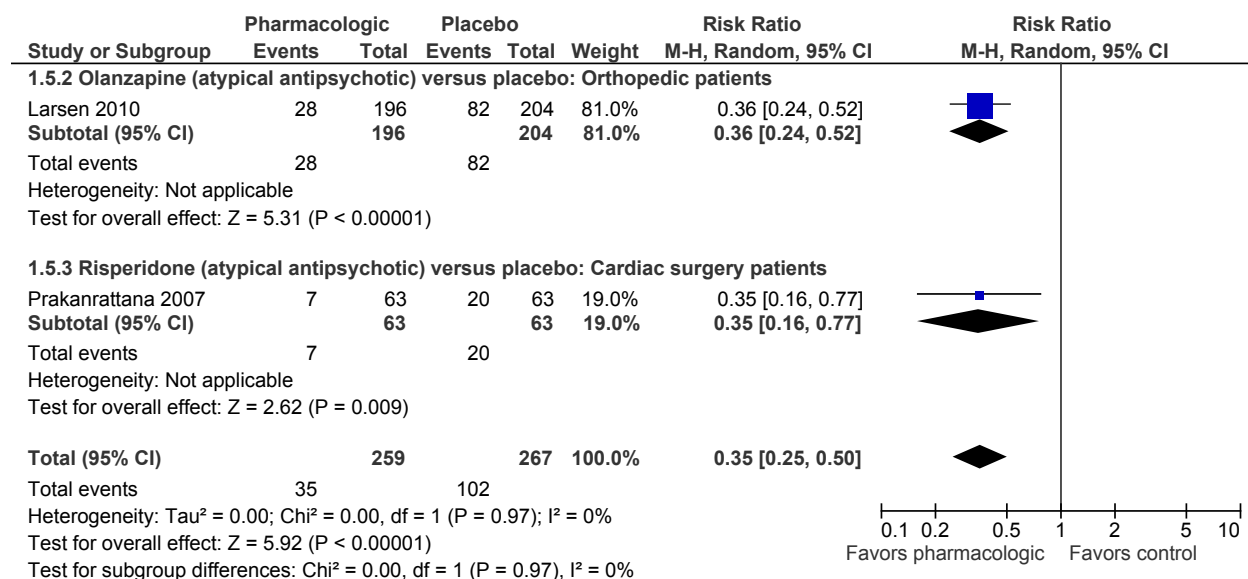 Pharmacologic Placebo Risk Ratio Risk Ratio
Study or Subgroup Events Total Events Total Weight M-H, Random, 95% CI M-H, Random, 95% CI
1.5.2 Olanzapine (atypical antipsychotic) versus placebo: Orthopedic patients
Larsen 2010 28 196 82 204 81.0% 0.36 [0.24, 0.52]
Subtotal (95% CI) 196 204 81.0% 0.36 [0.24, 0.52]
Total events 28 82
Heterogeneity: Not applicable
Test for overall effect: Z = 5.31 (P < 0.00001)
1.5.3 Risperidone (atypical antipsychotic) versus placebo: Cardiac surgery patients
Prakanrattana 2007 7 63 20 63 19.0% 0.35 [0.16, 0.77]
Subtotal (95% CI) 63 63 19.0% 0.35 [0.16, 0.77]
Total events 7 20
Heterogeneity: Not applicable
Test for overall effect: Z = 2.62 (P = 0.009)
Total (95% CI) 259 267 100.0% 0.35 [0.25, 0.50]
Total events 35 102
Heterogeneity: Tau² = 0.00; Chi² = 0.00, df = 1 (P = 0.97); I² = 0%
Test for overall effect: Z = 5.92 (P < 0.00001)
Test for subgroup differences: Chi² = 0.00, df = 1 (P = 0.97), I² = 0%
0.1 0.2 0.5 1 2 5 10
Favors pharmacologic Favors control